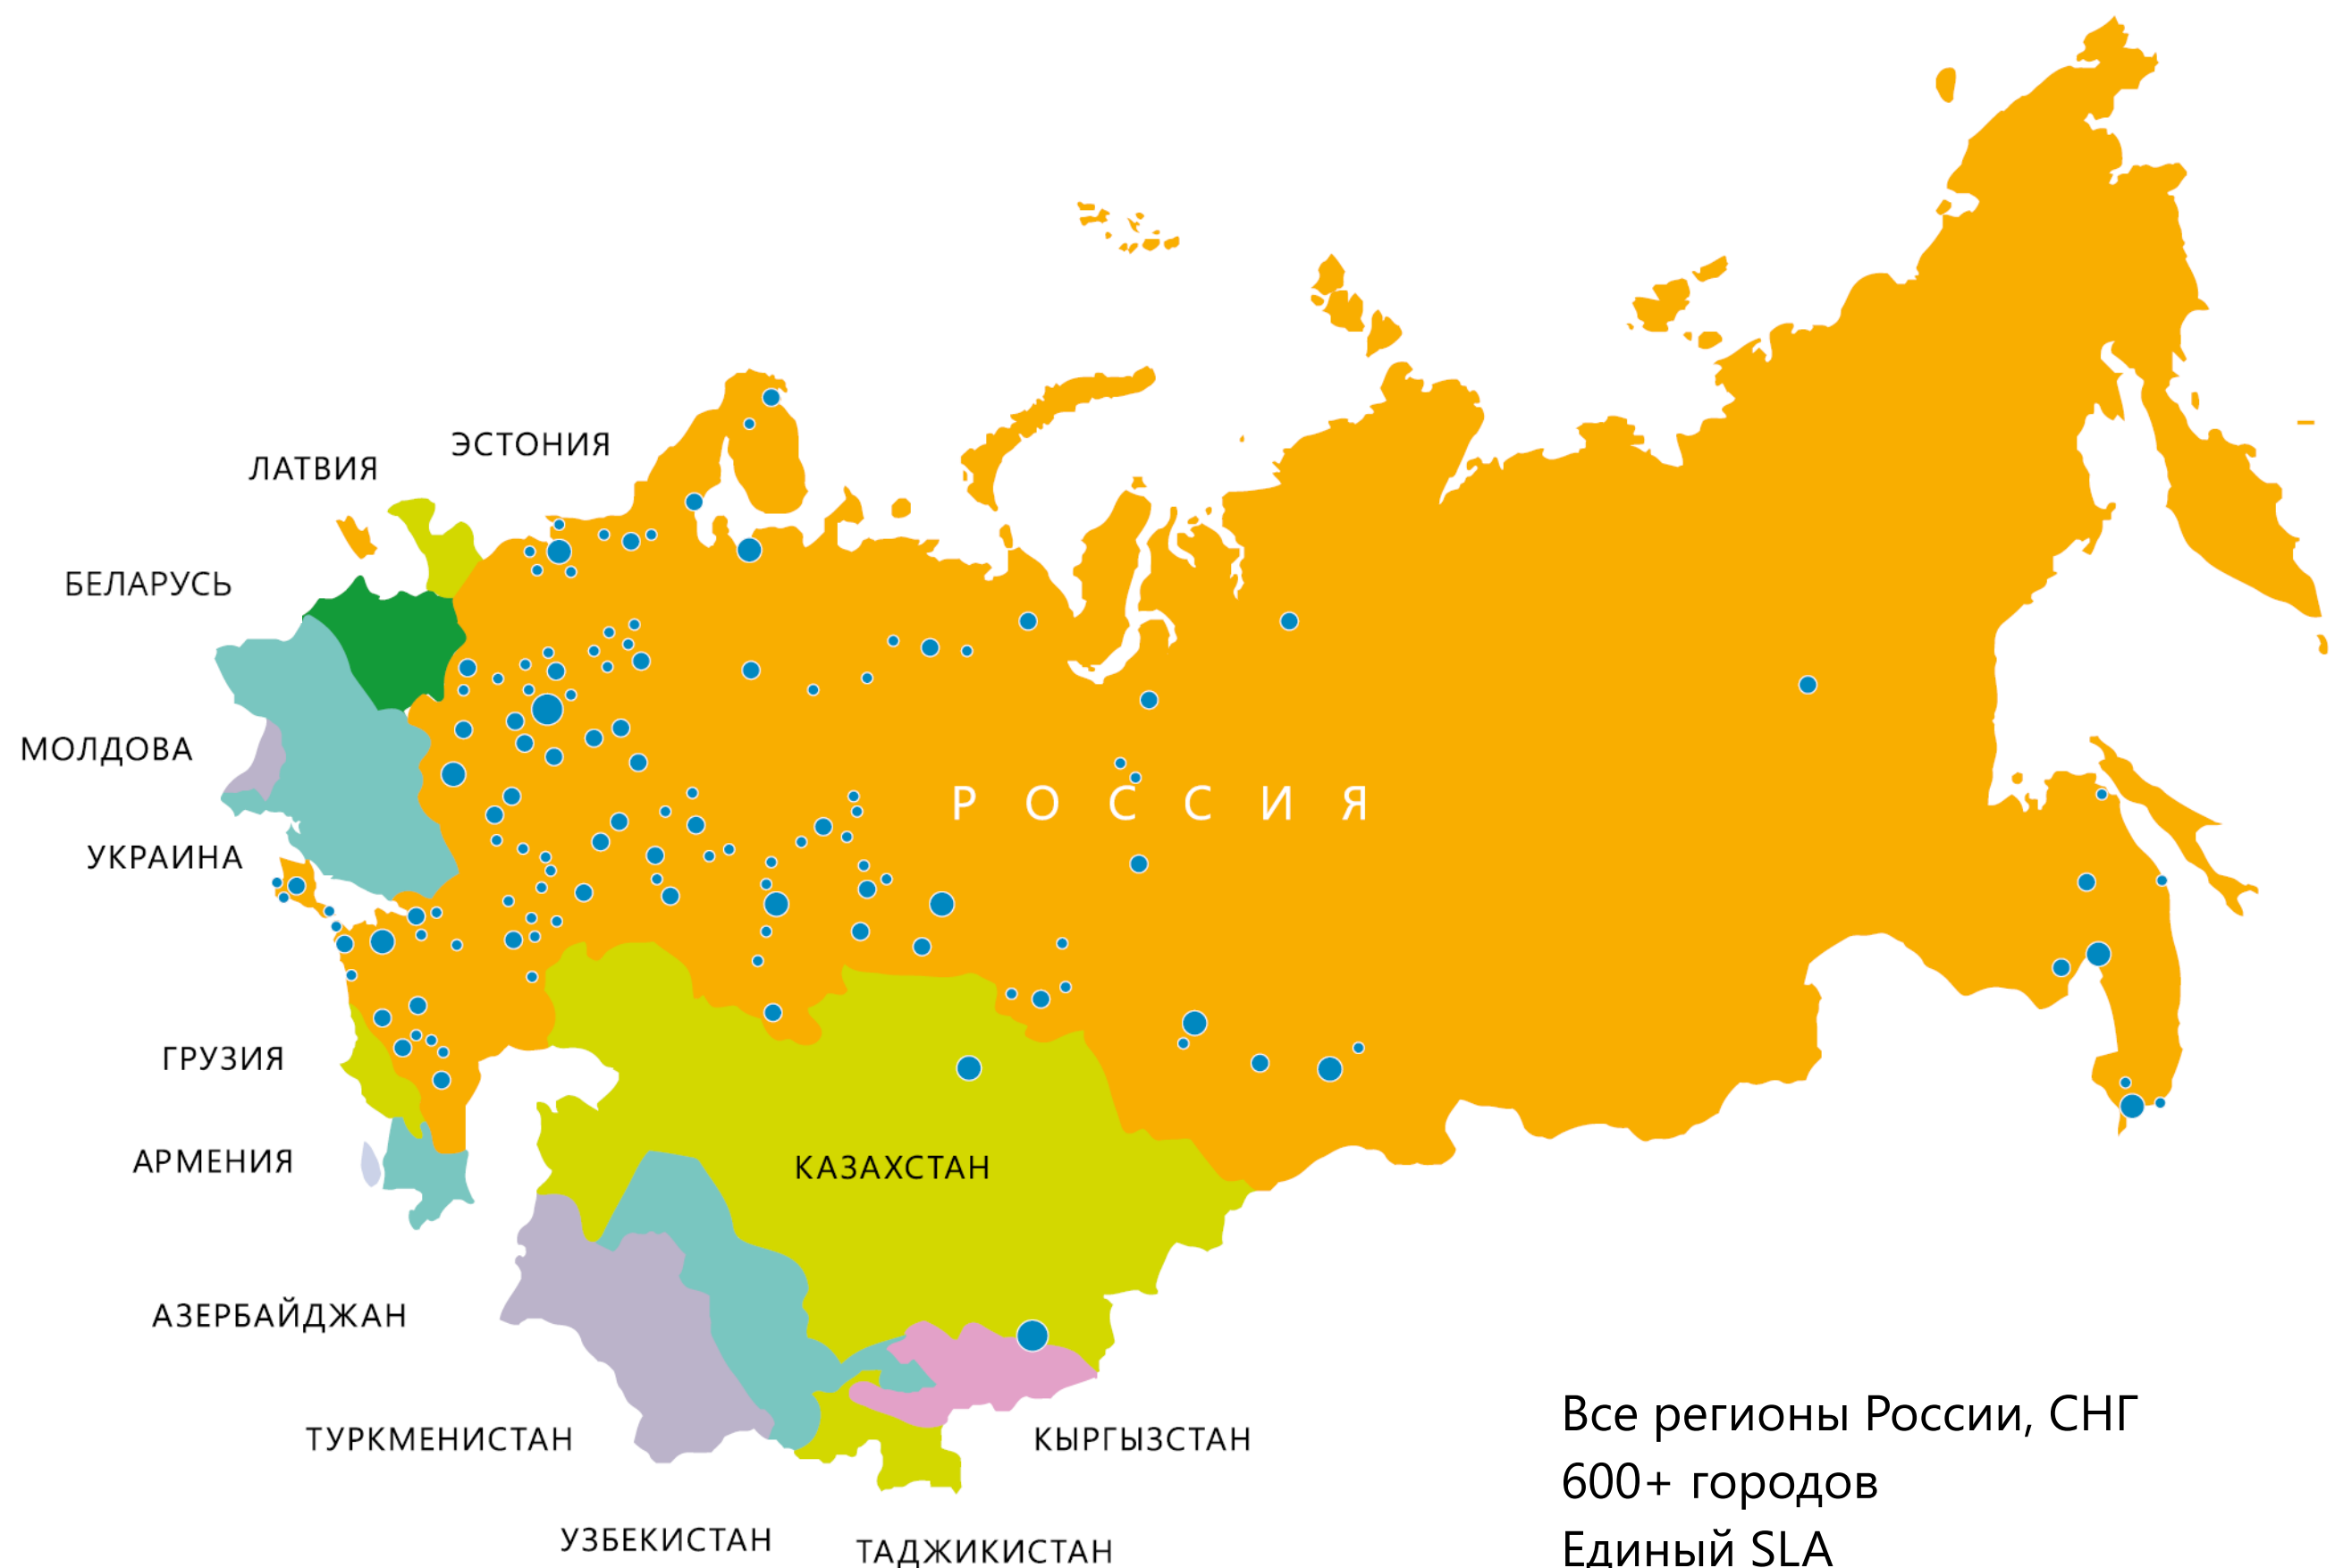 ЭСТОНИЯ
ЛАТВИЯ
БЕЛАРУСЬ
МОЛДОВА
РОССИЯ
УКРАИНА
ГРУЗИЯ
АРМЕНИЯ
КАЗАХСТАН
АЗЕРБАЙДЖАН
ТУРКМЕНИСТАН
КЫРГЫЗСТАН
УЗБЕКИСТАН
ТАДЖИКИСТАН
Все регионы России, СНГ
600+ городов
Единый SLA